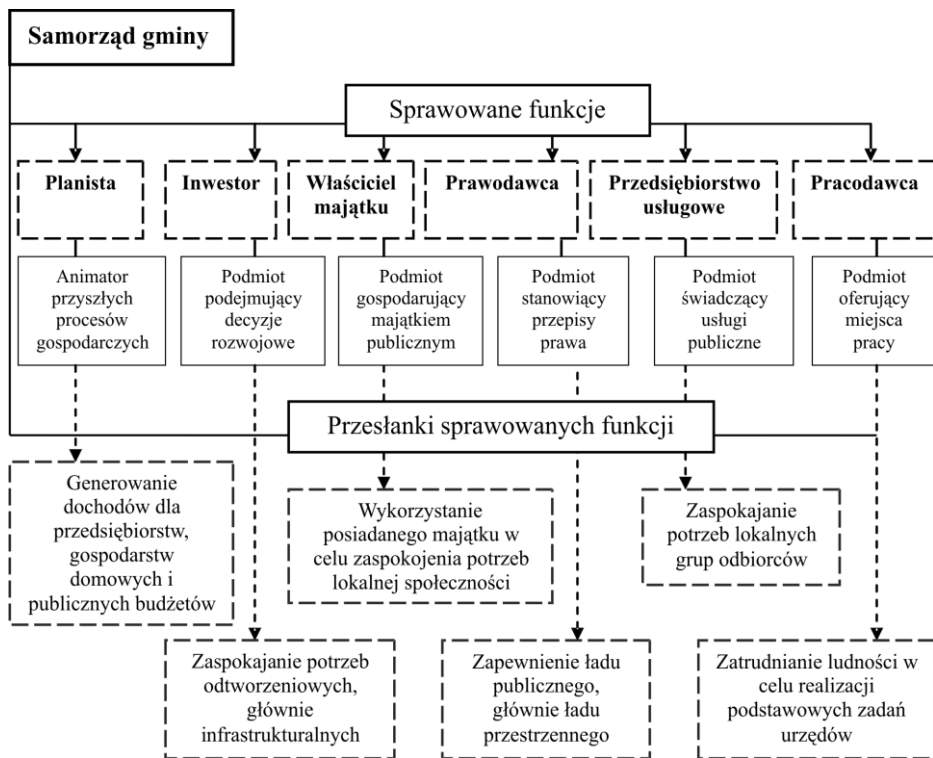 Samorząd gminy
Sprawowane funkcje
Planista
Inwestor
Właściciel
majątku
Prawodawca
Przedsiębiorstwo
usługowe
Pracodawca
Animator
przyszłych
procesów
gospodarczych
Podmiot
podejmujący
decyzje
rozwojowe
Podmiot
gospodarujący
majątkiem
publicznym
Podmiot
stanowiący
przepisy
prawa
Podmiot
świadczący
usługi
publiczne
Podmiot
oferujący
miejsca
pracy
Przesłanki sprawowanych funkcji
Generowanie
dochodów dla
przedsiębiorstw,
gospodarstw
domowych i
publicznych budżetów
Wykorzystanie
posiadanego majątku w
celu zaspokojenia potrzeb
lokalnej społeczności
Zaspokajanie
potrzeb lokalnych
grup odbiorców
Zaspokajanie potrzeb
odtworzeniowych,
głównie
infrastrukturalnych
Zapewnienie ładu
publicznego,
głównie ładu
przestrzennego
Zatrudnianie ludności w
celu realizacji
podstawowych zadań
urzędów